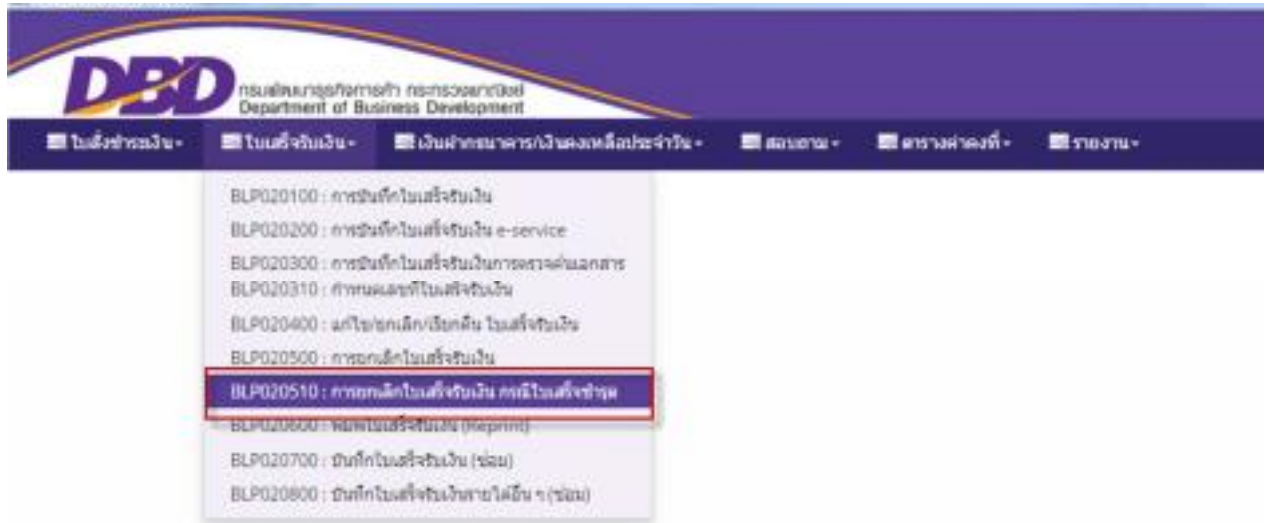 DBD
กรมพัฒนาธุรกิจการค้า กระทรวงพาณิชย์
Department of Business Development
ใบสั่งชำระเงิน ใบเสร็จรับเงิน เงินฝากธนาคาร/เงินคงเหลือประจำวัน สอบถาม ตารางค่าคงที่ รายงาน
BLP020100 : การบันทึกใบเสร็จรับเงิน
BLP020200 : การบันทึกใบเสร็จรับเงิน e-service
BLP020300 : การบันทึกใบเสร็จรับเงินการตรวจค้นเอกสาร
BLP020310 : กำหนดเลขที่ใบเสร็จรับเงิน
BLP020400 : แก้ไข/ยกเลิก/เรียกคืน ใบเสร็จรับเงิน
BLP020500 : การยกเลิกใบเสร็จรับเงิน
BLP020510 : การยกเลิกใบเสร็จรับเงิน กรณีใบเสร็จชำรุด
BLP020600 : พิมพ์ใบเสร็จรับเงิน (Reprint)
BLP020700 : บันทึกใบเสร็จรับเงิน (ซ่อม)
BLP020800 : บันทึกใบเสร็จรับเงินรายได้อื่น ๆ (ซ่อม)